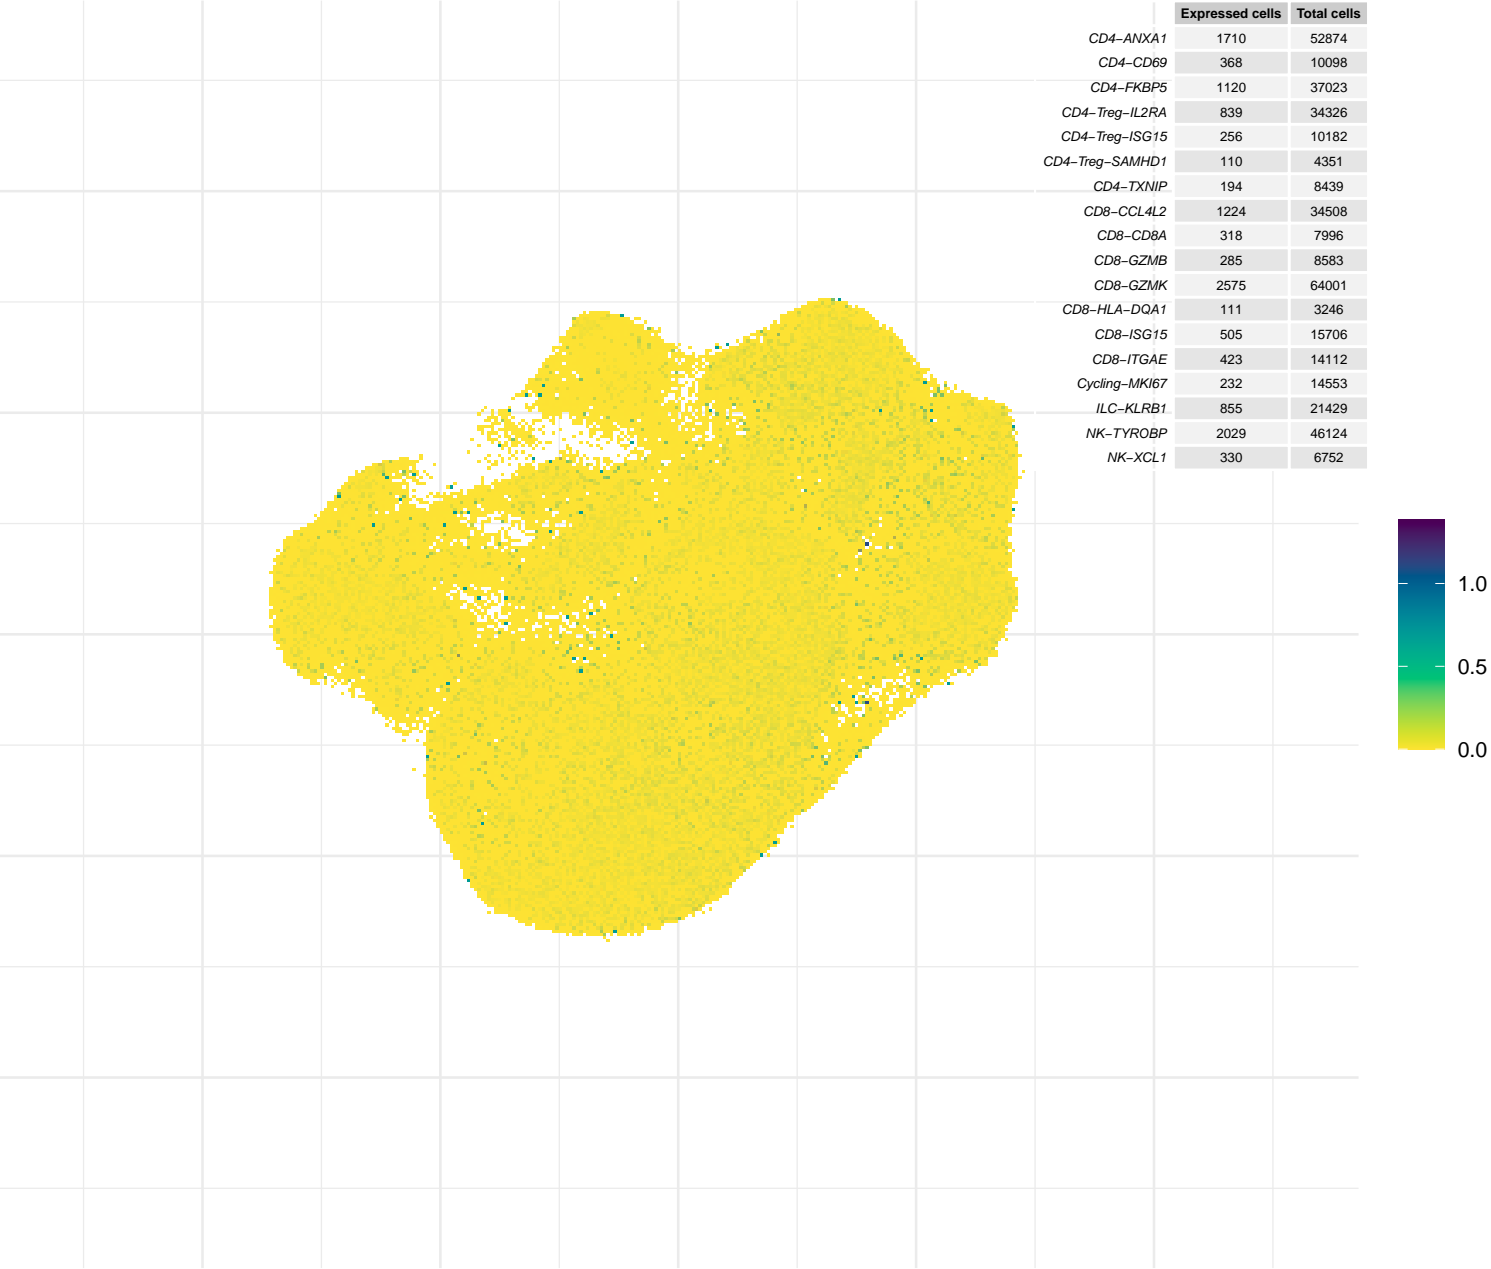 Expressed cells Total cells
CD4−ANXA1 1710 52874
CD4−CD69 368 10098
CD4−FKBP5 1120 37023
CD4−Treg−IL2RA 839 34326
CD4−Treg−ISG15 256 10182
CD4−Treg−SAMHD1 110 4351
CD4−TXNIP 194 8439
CD8−CCL4L2 1224 34508
CD8−CD8A 318 7996
CD8−GZMB 285 8583
CD8−GZMK 2575 64001
CD8−HLA−DQA1 111 3246
CD8−ISG15 505 15706
CD8−ITGAE 423 14112
Cycling−MKI67 232 14553
ILC−KLRB1 855 21429
NK−TYROBP 2029 46124
NK−XCL1 330 6752
1.0
0.5
0.0